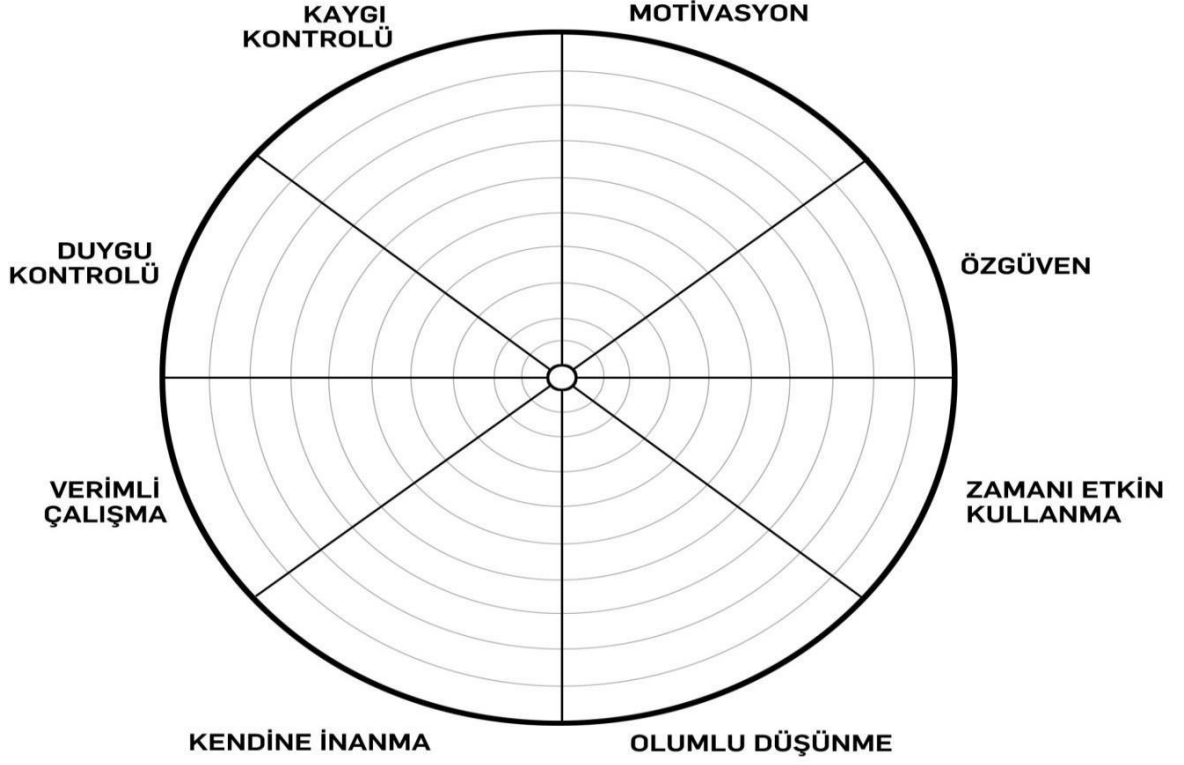 KAYGI
KONTROLÜ
MOTİVASYON
DUYGU
KONTROLÜ
ÖZGÜVEN
VERİMLİ
ÇALIŞMA
ZAMANI ETKİN
KULLANMA
KENDİNE İNANMA
OLUMLU DÜŞÜNME